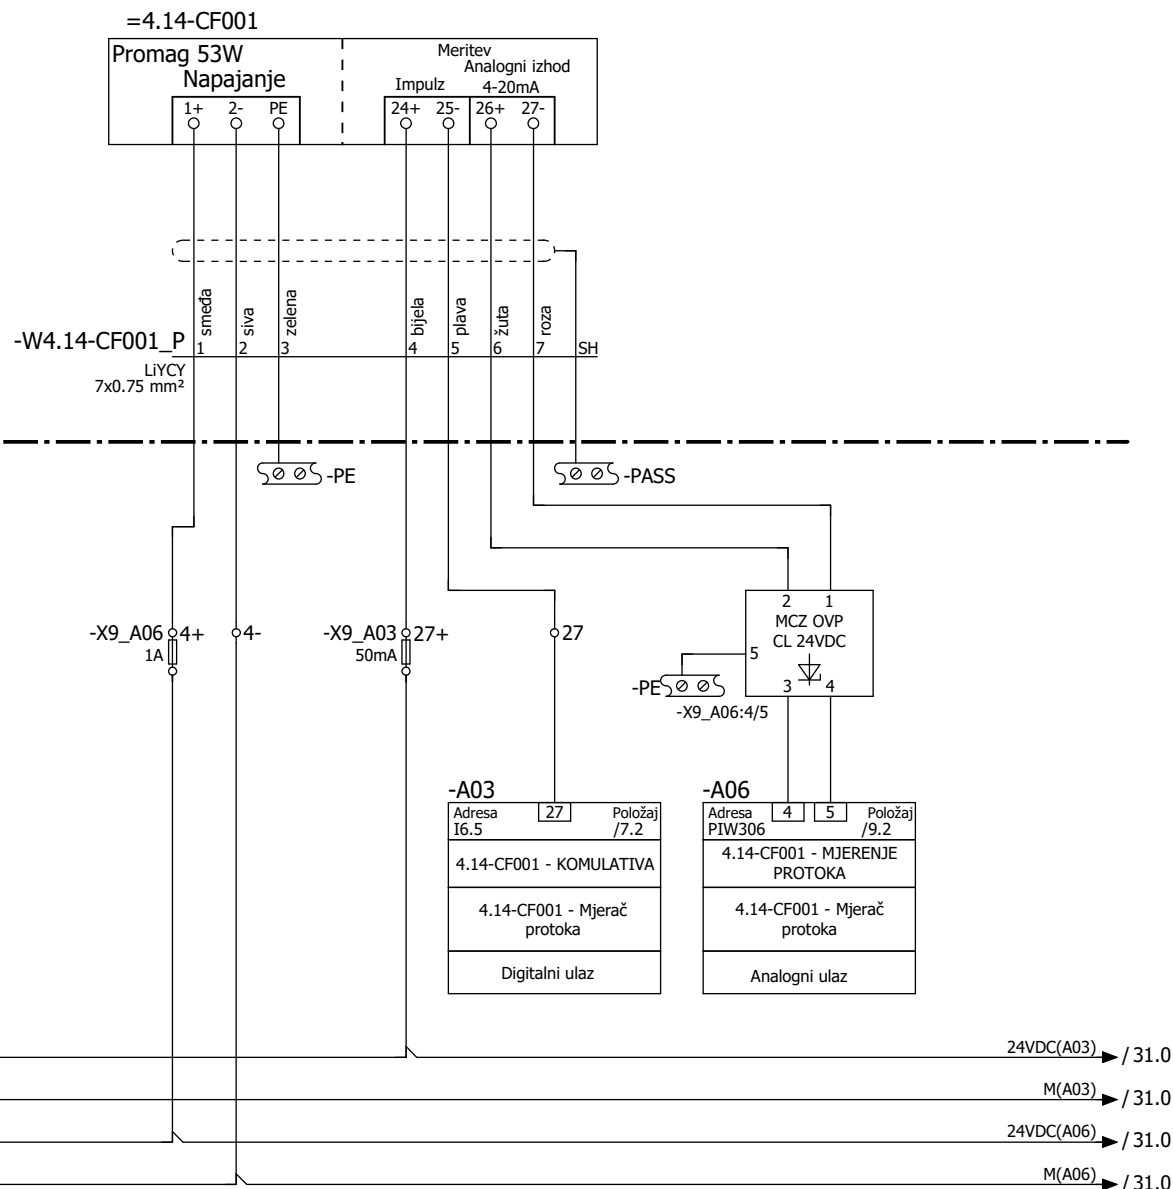 =4.14-CF001
Promag 53W
Napajanje
Meritev
Analogni izhod
Impulz
4-20mA
1+ 2- PE
24+ 25- 26+ 27-
smeđa
siva
zelena
bijela
plava
žuta
roza
-W4.14-CF001_P
1 2 3 4 5 6 7 SH
LiYCY
7x0.75 mm²
-PE
-PASS
2 1
MCZ OVP
CL 24VDC
5
3 4
-X9_A06 4+
1A
4-
-X9_A03 27+
50mA
27
-PE
-X9_A06:4/5
-A03
Adresa 27 Položaj
I6.5 /7.2
4.14-CF001 - KOMULATIVA
4.14-CF001 - Mjerač
protoka
Digitalni ulaz
-A06
Adresa 4 5 Položaj
PIW306 /9.2
4.14-CF001 - MJERENJE
PROTOKA
4.14-CF001 - Mjerač
protoka
Analogni ulaz
24VDC(A03) / 31.0
M(A03) / 31.0
24VDC(A06) / 31.0
M(A06) / 31.0